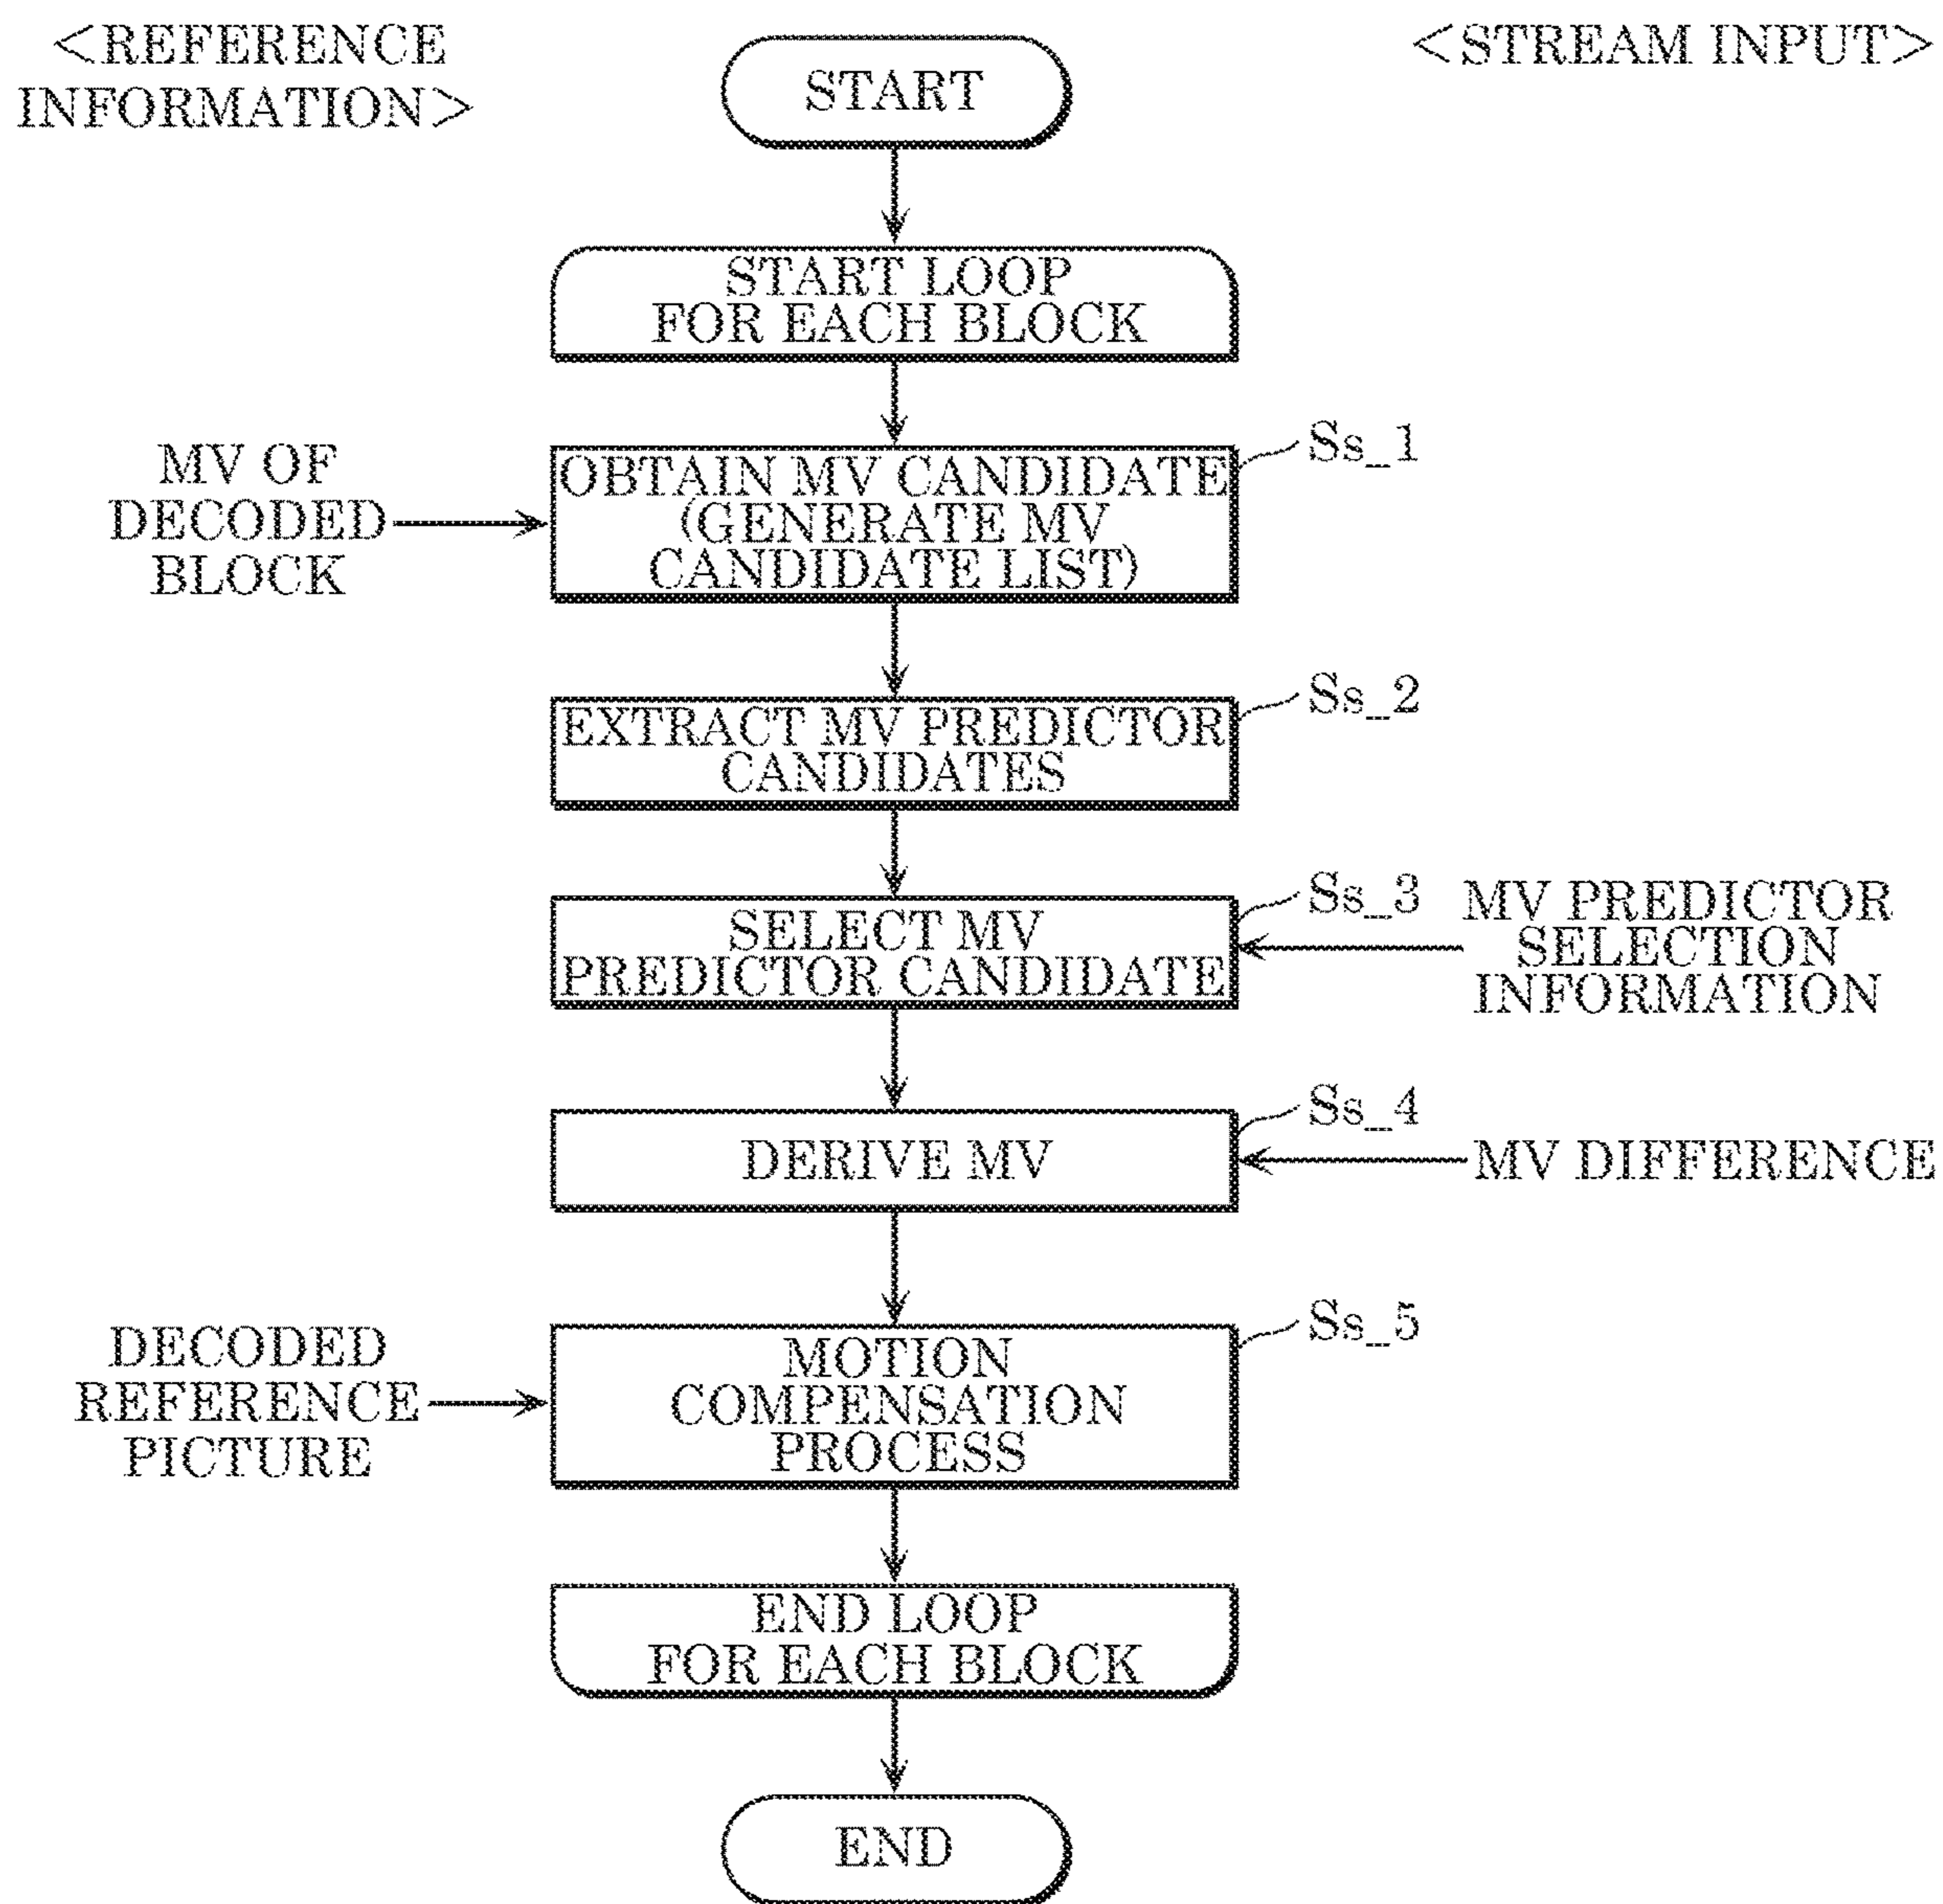 <REFERENCE
INFORMATION>
<STREAM INPUT>
START
START LOOP
FOR EACH BLOCK
MV OF
DECODED
BLOCK
OBTAIN MV CANDIDATE
(GENERATE MV
CANDIDATE LIST)
Ss_1
EXTRACT MV PREDICTOR
CANDIDATES
Ss_2
SELECT MV
PREDICTOR CANDIDATE
Ss_3
MV PREDICTOR
SELECTION
INFORMATION
DERIVE MV
Ss_4
MV DIFFERENCE
DECODED
REFERENCE
PICTURE
MOTION
COMPENSATION
PROCESS
Ss_5
END LOOP
FOR EACH BLOCK
END